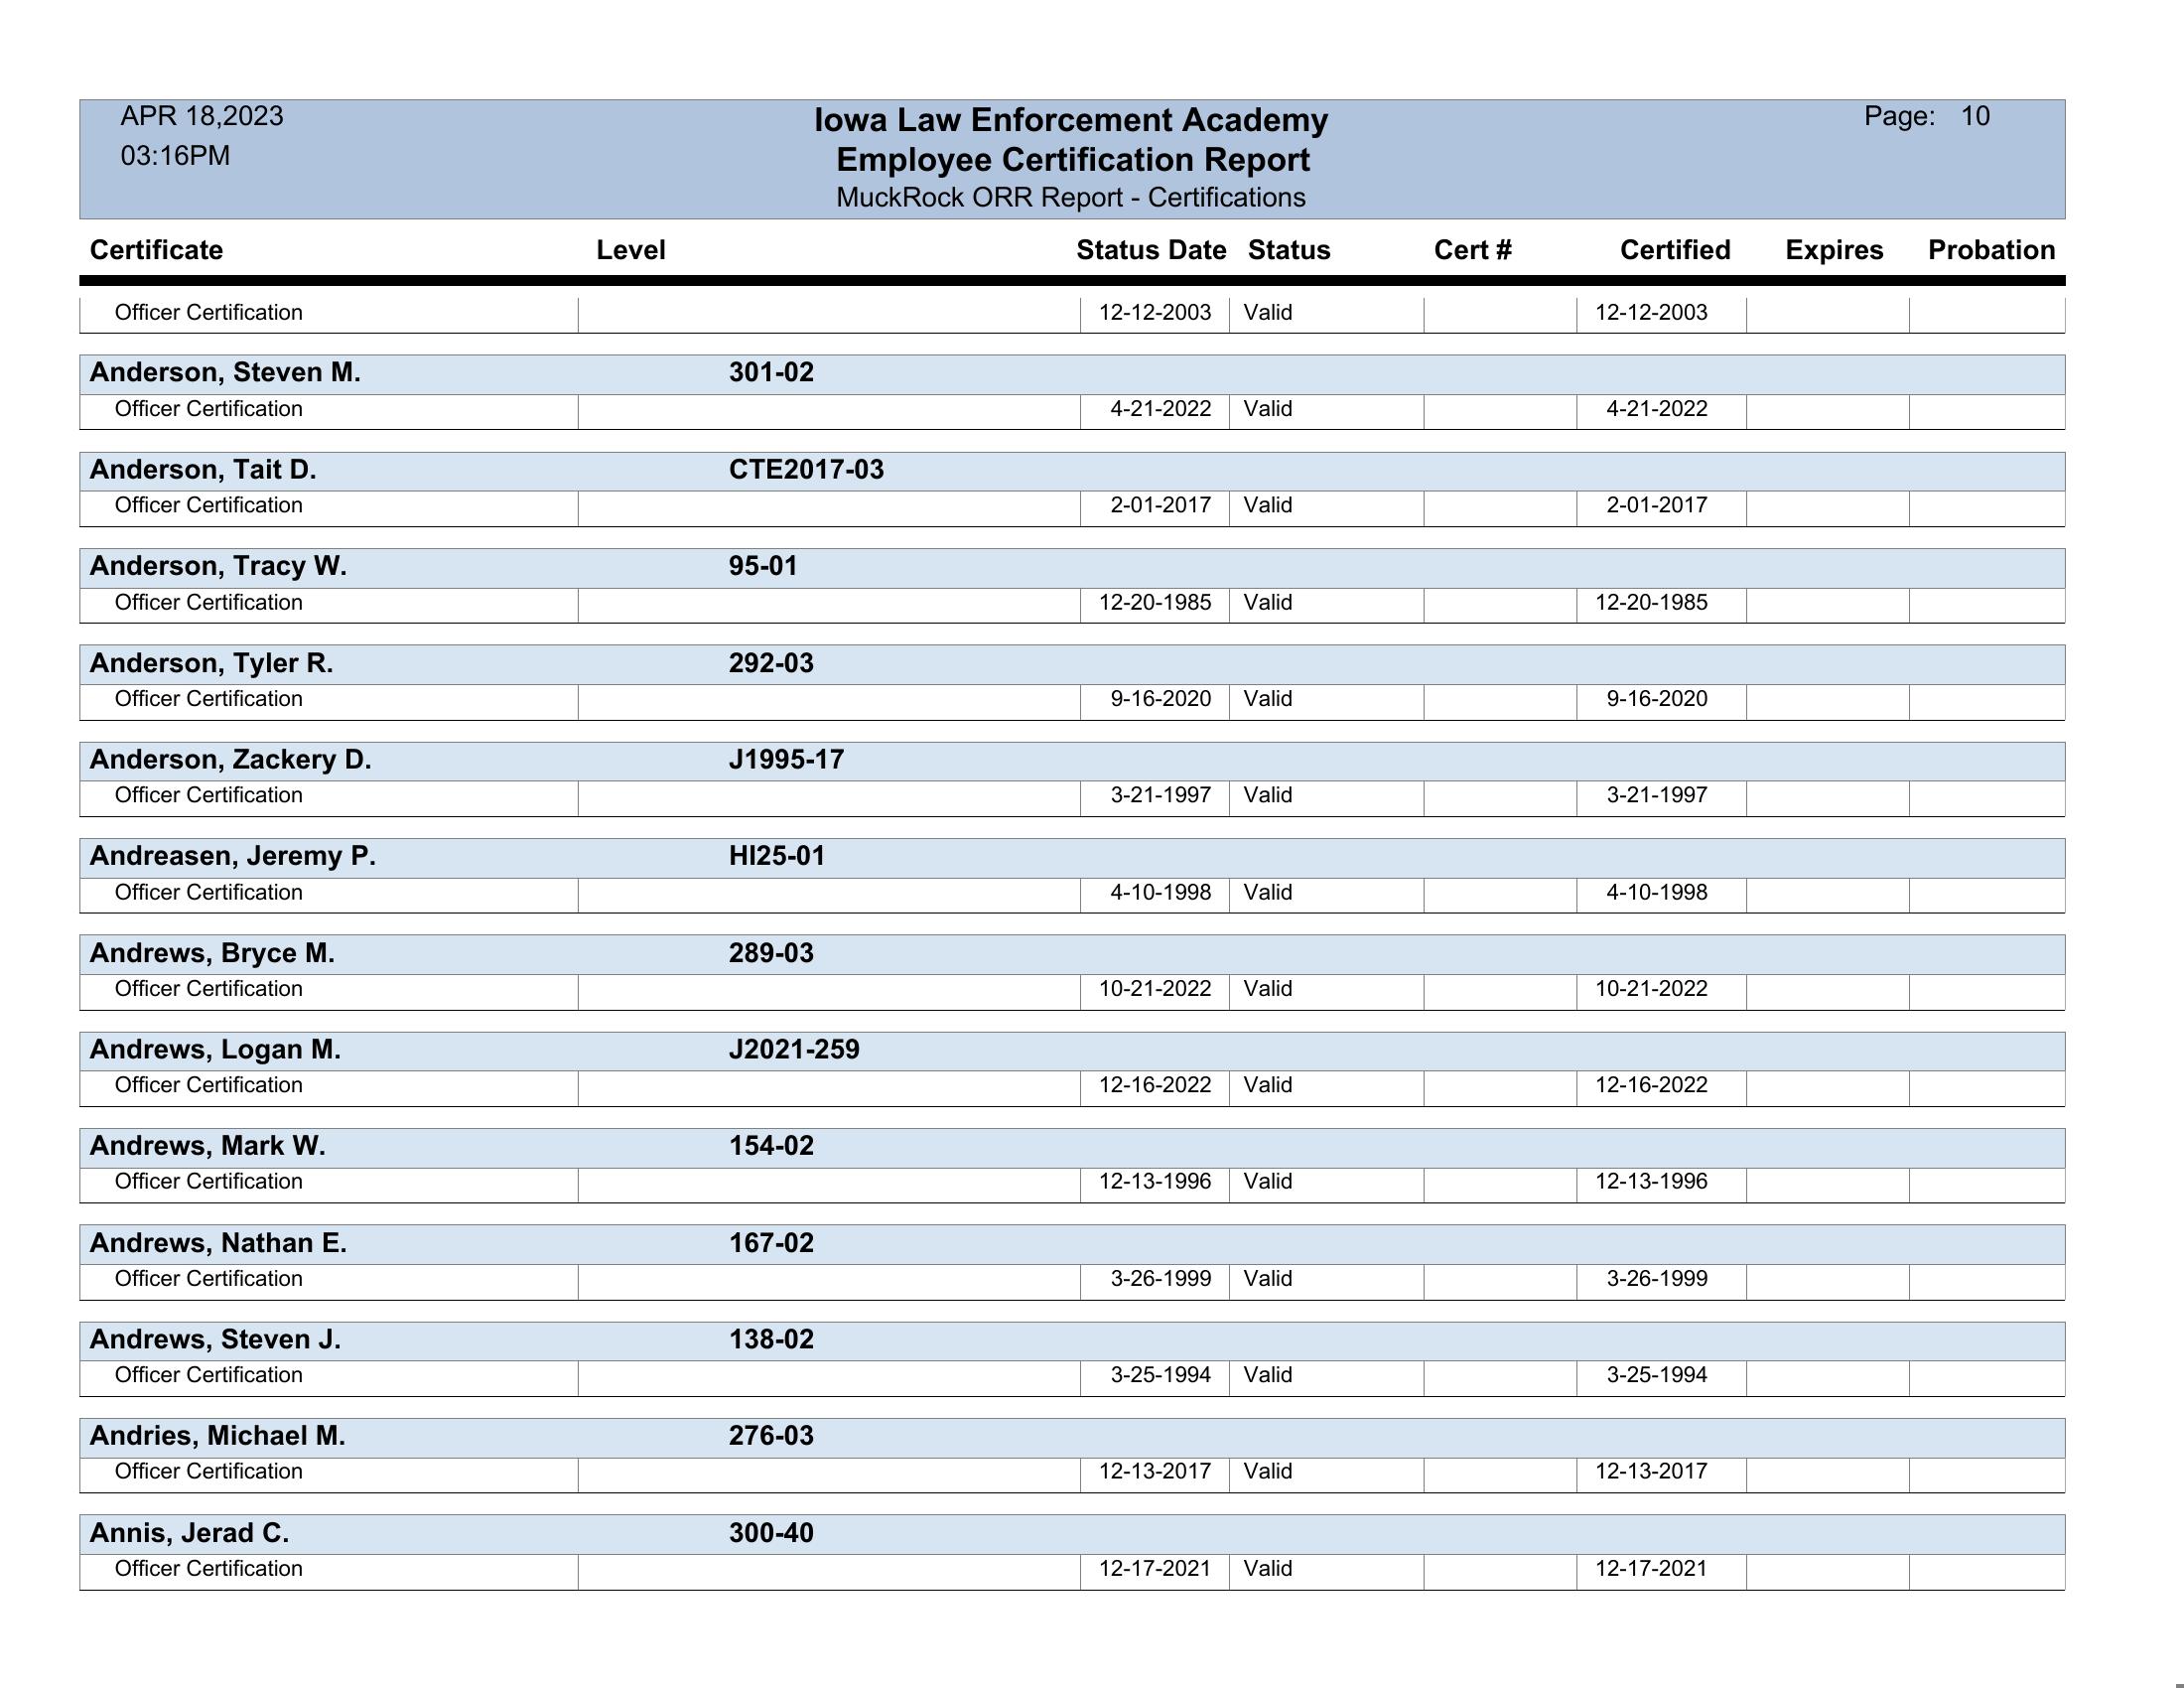 APR 18,2023
03:16PM
Iowa Law Enforcement Academy
Employee Certification Report
MuckRock ORR Report - Certifications
Page: 10
Certificate Level Status Date Status Cert # Certified Expires Probation
Officer Certification 12-12-2003 Valid 12-12-2003
Anderson, Steven M. 301-02
Officer Certification 4-21-2022 Valid 4-21-2022
Anderson, Tait D. CTE2017-03
Officer Certification 2-01-2017 Valid 2-01-2017
Anderson, Tracy W. 95-01
Officer Certification 12-20-1985 Valid 12-20-1985
Anderson, Tyler R. 292-03
Officer Certification 9-16-2020 Valid 9-16-2020
Anderson, Zackery D. J1995-17
Officer Certification 3-21-1997 Valid 3-21-1997
Andreasen, Jeremy P. HI25-01
Officer Certification 4-10-1998 Valid 4-10-1998
Andrews, Bryce M. 289-03
Officer Certification 10-21-2022 Valid 10-21-2022
Andrews, Logan M. J2021-259
Officer Certification 12-16-2022 Valid 12-16-2022
Andrews, Mark W. 154-02
Officer Certification 12-13-1996 Valid 12-13-1996
Andrews, Nathan E. 167-02
Officer Certification 3-26-1999 Valid 3-26-1999
Andrews, Steven J. 138-02
Officer Certification 3-25-1994 Valid 3-25-1994
Andries, Michael M. 276-03
Officer Certification 12-13-2017 Valid 12-13-2017
Annis, Jerad C. 300-40
Officer Certification 12-17-2021 Valid 12-17-2021